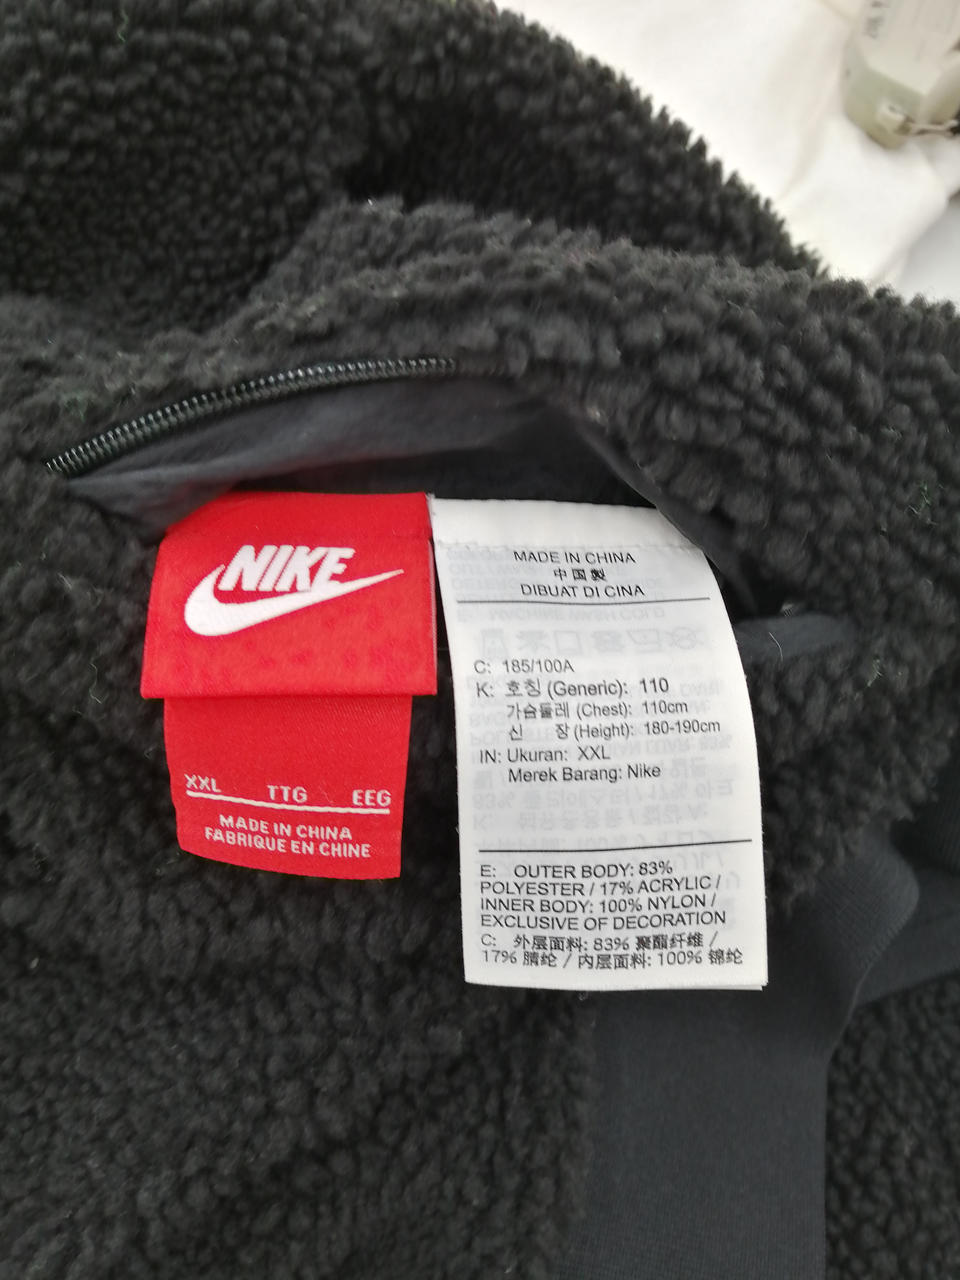 NIKE
XXL TTG EEG
MADE IN CHINA
FABRIQUE EN CHINE
MADE IN CHINA
中国製
DIBUAT DI CINA
C: 185/100A
K: 호칭 (Generic): 110
가슴둘레 (Chest): 110cm
신 장 (Height): 180-190cm
IN: Ukuran: XXL
Merek Barang: Nike
E: OUTER BODY: 83%
POLYESTER / 17% ACRYLIC /
INNER BODY: 100% NYLON /
EXCLUSIVE OF DECORATION
C: 外层面料: 83% 聚酯纤维 /
17% 腈纶 / 内层面料: 100% 锦纶